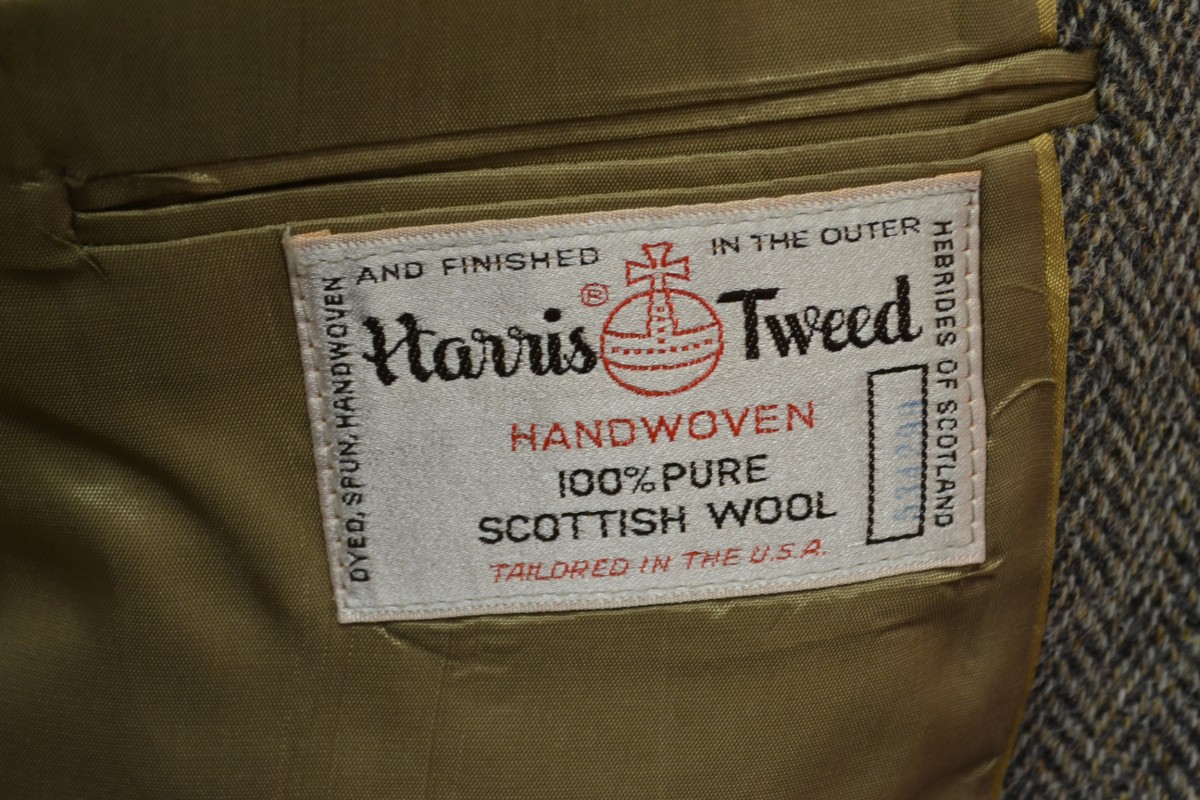 DYED, SPUN, HANDWOVEN
AND FINISHED
IN THE OUTER
HEBRIDES OF SCOTLAND
Harris ® Tweed
HANDWOVEN
100% PURE
SCOTTISH WOOL
TAILORED IN THE U.S.A.